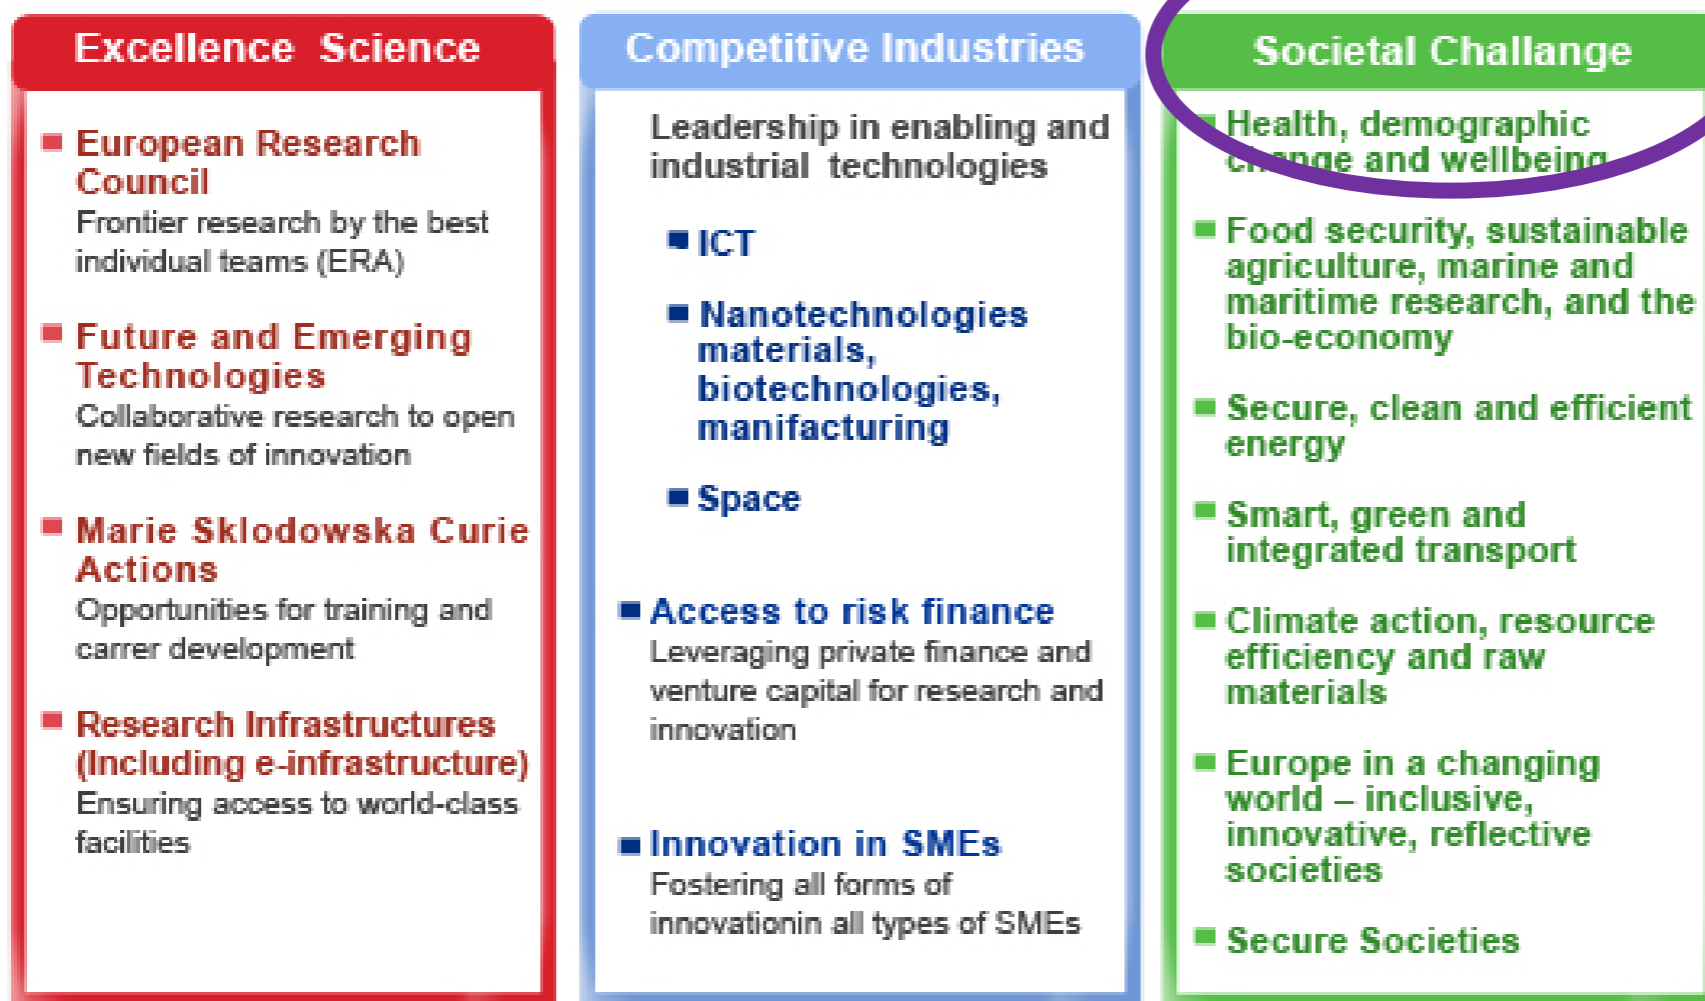 Excellence Science
European Research
Council
Frontier research by the best
individual teams (ERA)
Future and Emerging
Technologies
Collaborative research to open
new fields of innovation
Marie Sklodowska Curie
Actions
Opportunities for training and
carrer development
Research Infrastructures
(Including e-infrastructure)
Ensuring access to world-class
facilities
Competitive Industries
Leadership in enabling and
industrial technologies
ICT
Nanotechnologies
materials,
biotechnologies,
manifacturing
Space
Access to risk finance
Leveraging private finance and
venture capital for research and
innovation
Innovation in SMEs
Fostering all forms of
innovationin all types of SMEs
Societal Challange
Health, demographic
change and wellbeing
Food security, sustainable
agriculture, marine and
maritime research, and the
bio-economy
Secure, clean and efficient
energy
Smart, green and
integrated transport
Climate action, resource
efficiency and raw
materials
Europe in a changing
world – inclusive,
innovative, reflective
societies
Secure Societies